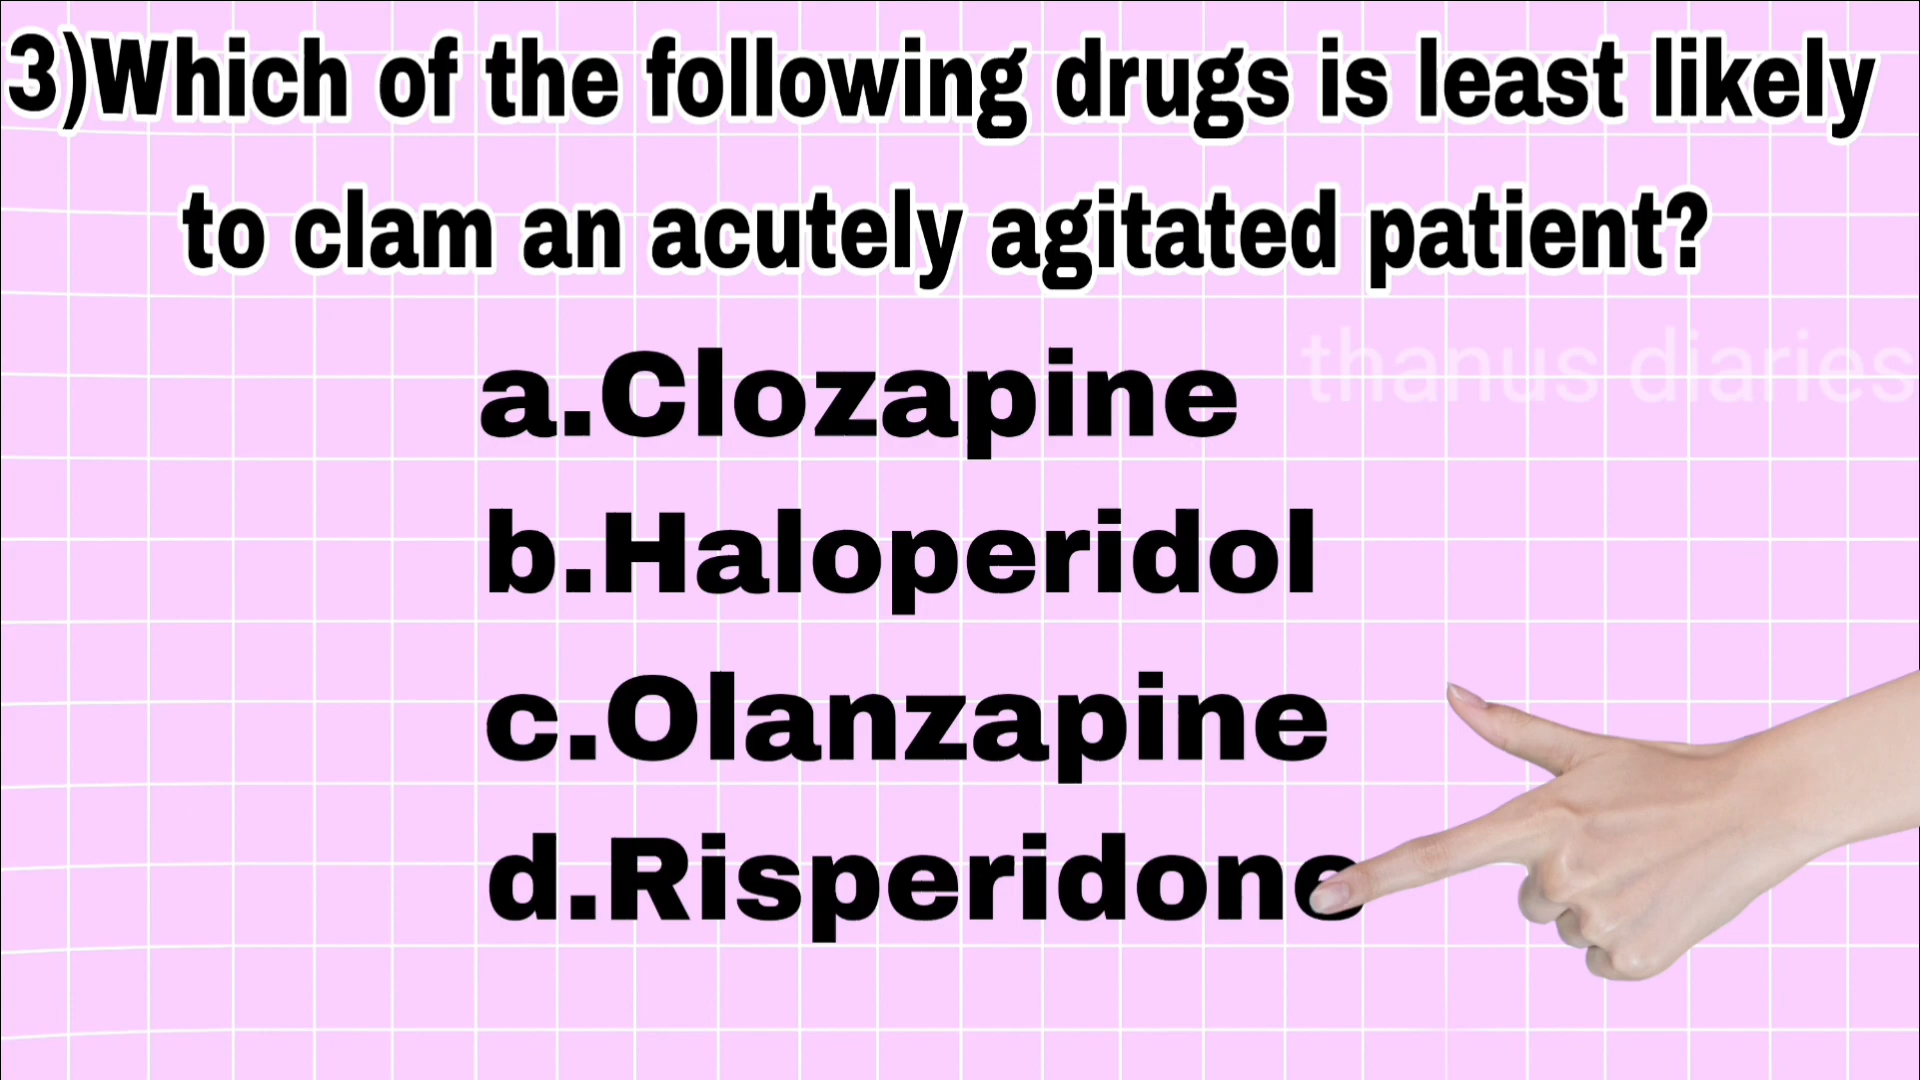 3)Which of the following drugs is least likely
to clam an acutely agitated patient?
thanus diaries
a.Clozapine
b.Haloperidol
c.Olanzapine
d.Risperidone